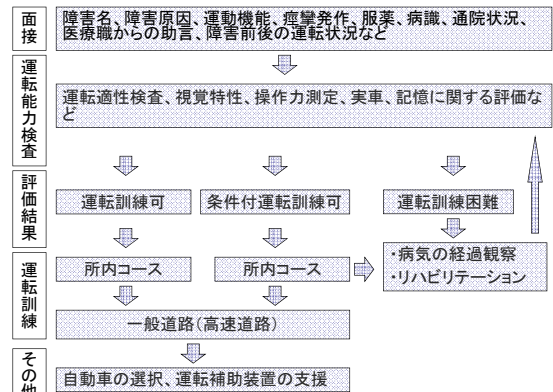 面接
障害名、障害原因、運動機能、痙攣発作、服薬、病識、通院状況、
医療職からの助言、障害前後の運転状況など
運転能力検査
運転適性検査、視覚特性、操作力測定、実車、記憶に関する評価な
ど
評価結果
運転訓練可
条件付運転訓練可
運転訓練困難
・病気の経過観察
・リハビリテーション
運転訓練
所内コース
所内コース
一般道路(高速道路)
その他
自動車の選択、運転補助装置の支援